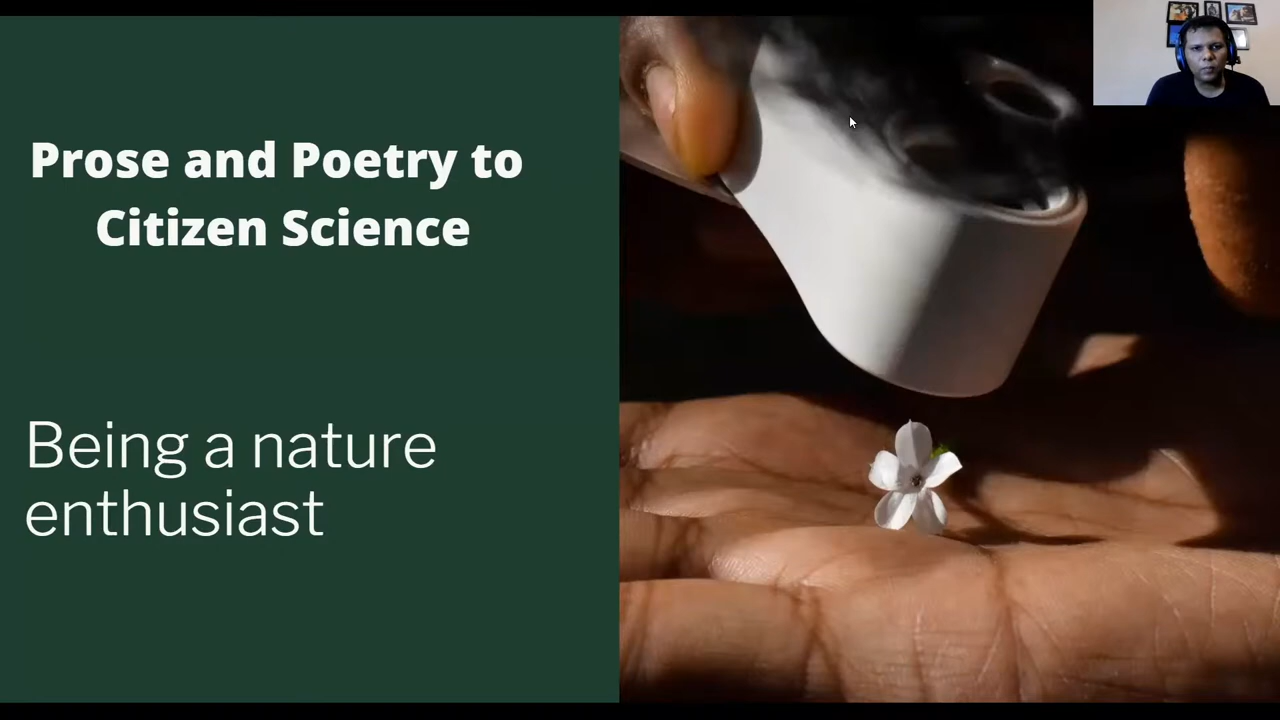 Prose and Poetry to
Citizen Science
Being a nature
enthusiast